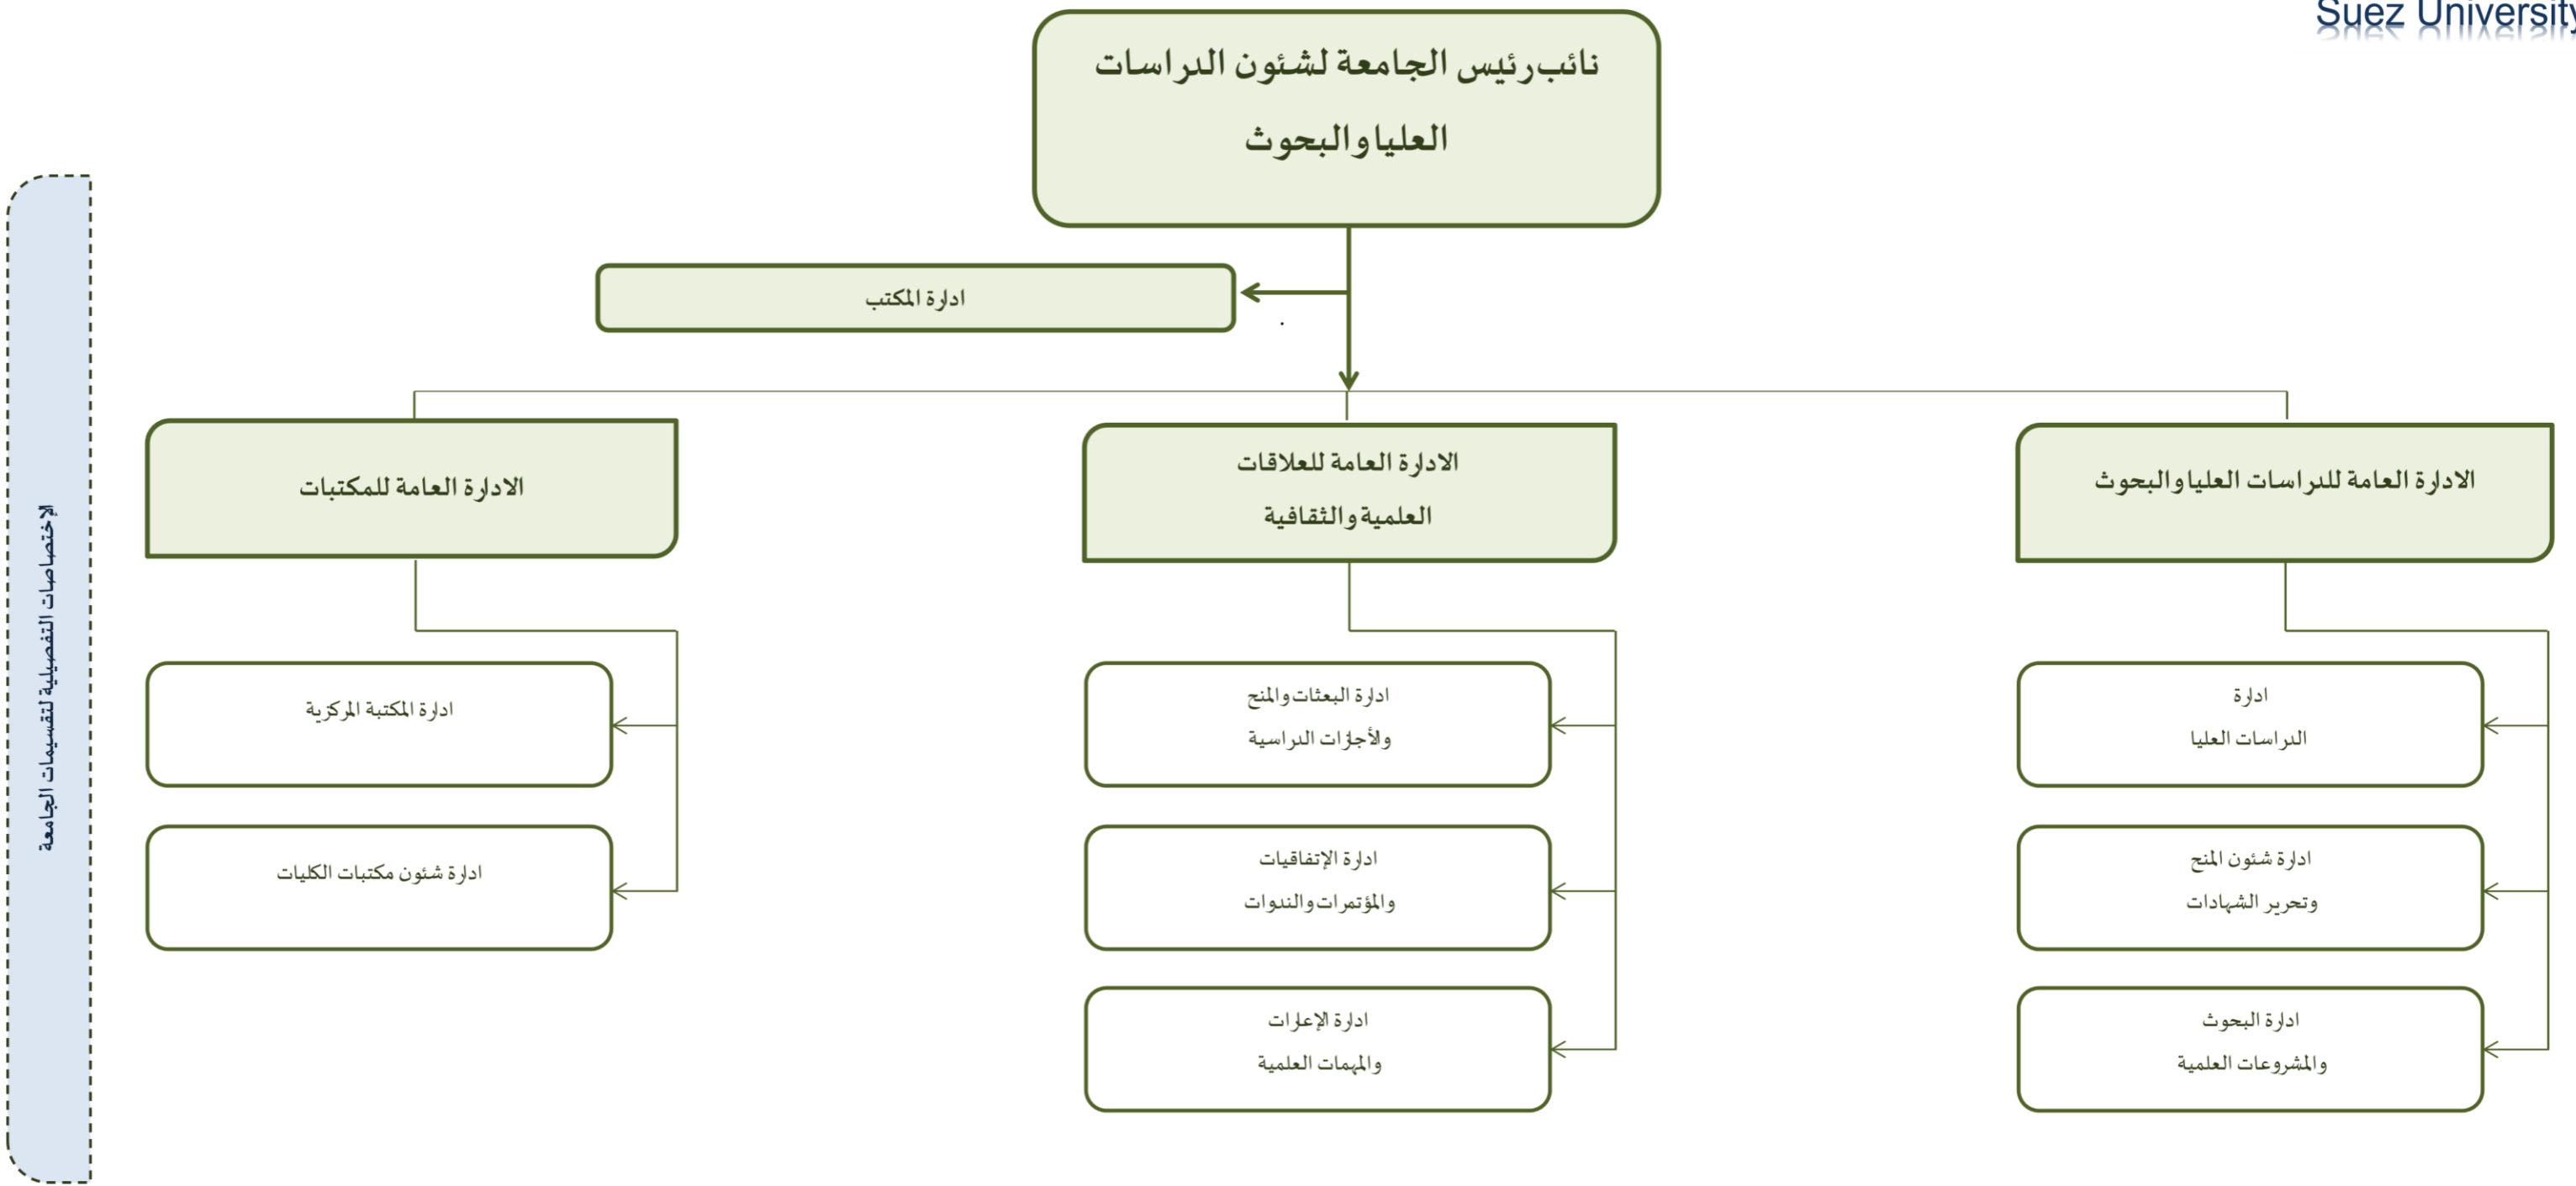 Suez University
نائب رئيس الجامعة لشئون الدراسات
العليا والبحوث
ادارة المكتب
الادارة العامة للدراسات العليا والبحوث
ادارة
الدراسات العليا
ادارة شئون المنح
وتحرير الشهادات
ادارة البحوث
والمشروعات العلمية
الادارة العامة للعلاقات
العلمية والثقافية
ادارة البعثات والمنح
والأجازات الدراسية
ادارة الإتفاقيات
والمؤتمرات والندوات
ادارة الإعارات
والمهمات العلمية
الادارة العامة للمكتبات
ادارة المكتبة المركزية
ادارة شئون مكتبات الكليات
الإختصاصات التفصيلية لتقسيمات الجامعة